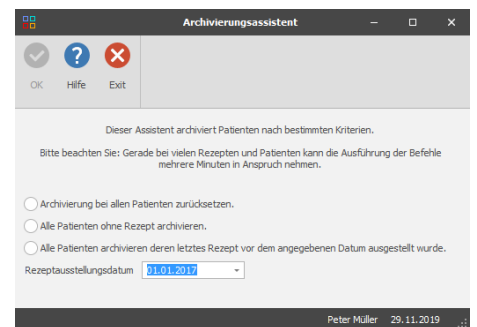 Archivierungsassistent
OK Hilfe Exit
Dieser Assistent archiviert Patienten nach bestimmten Kriterien.
Bitte beachten Sie: Gerade bei vielen Rezepten und Patienten kann die Ausführung der Befehle
mehrere Minuten in Anspruch nehmen.
Archivierung bei allen Patienten zurücksetzen.
Alle Patienten ohne Rezept archivieren.
Alle Patienten archivieren deren letztes Rezept vor dem angegebenen Datum ausgestellt wurde.
Rezeptausstellungsdatum 01.01.2017
Peter Müller 29.11.2019